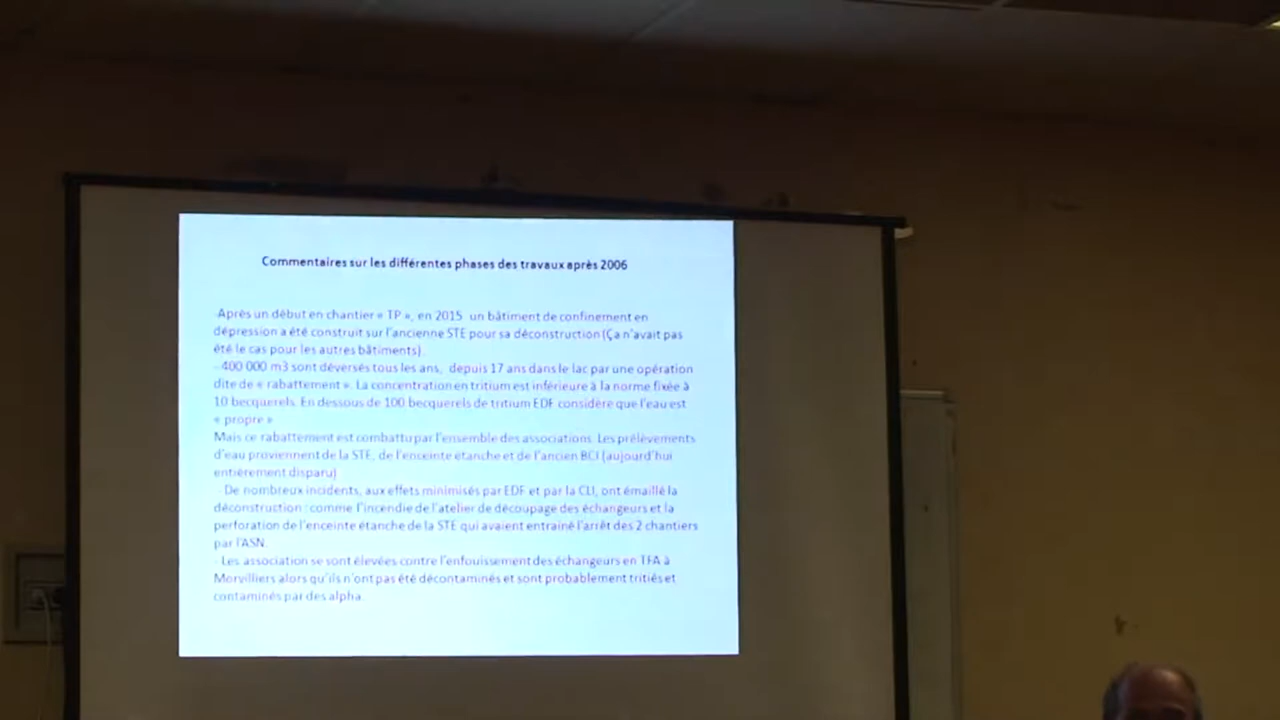 Commentaires sur les différentes phases des travaux après 2006
-Après un début en chantier « TP », en 2015 un bâtiment de confinement en
dépression a été construit sur l'ancienne STE pour sa déconstruction (Ça n'avait pas
été le cas pour les autres bâtiments).
- 400 000 m3 sont déversés tous les ans, depuis 17 ans dans le lac par une opération
dite de « rabattement ». La concentration en tritium est inférieure à la norme fixée à
10 becquerels. En dessous de 100 becquerels de tritium EDF considère que l'eau est
« propre »
Mais ce rabattement est combattu par l'ensemble des associations. Les prélèvements
d'eau proviennent de la STE, de l'enceinte étanche et de l'ancien BCI (aujourd'hui
entièrement disparu)
- De nombreux incidents, aux effets minimisés par EDF et par la CLI, ont émaillé la
déconstruction : comme l'incendie de l'atelier de découpage des échangeurs et la
perforation de l'enceinte étanche de la STE qui avaient entrainé l'arrêt des 2 chantiers
par l'ASN.
- Les association se sont élevées contre l'enfouissement des échangeurs en TFA à
Morvilliers alors qu'ils n'ont pas été décontaminés et sont probablement tritiés et
contaminés par des alpha.